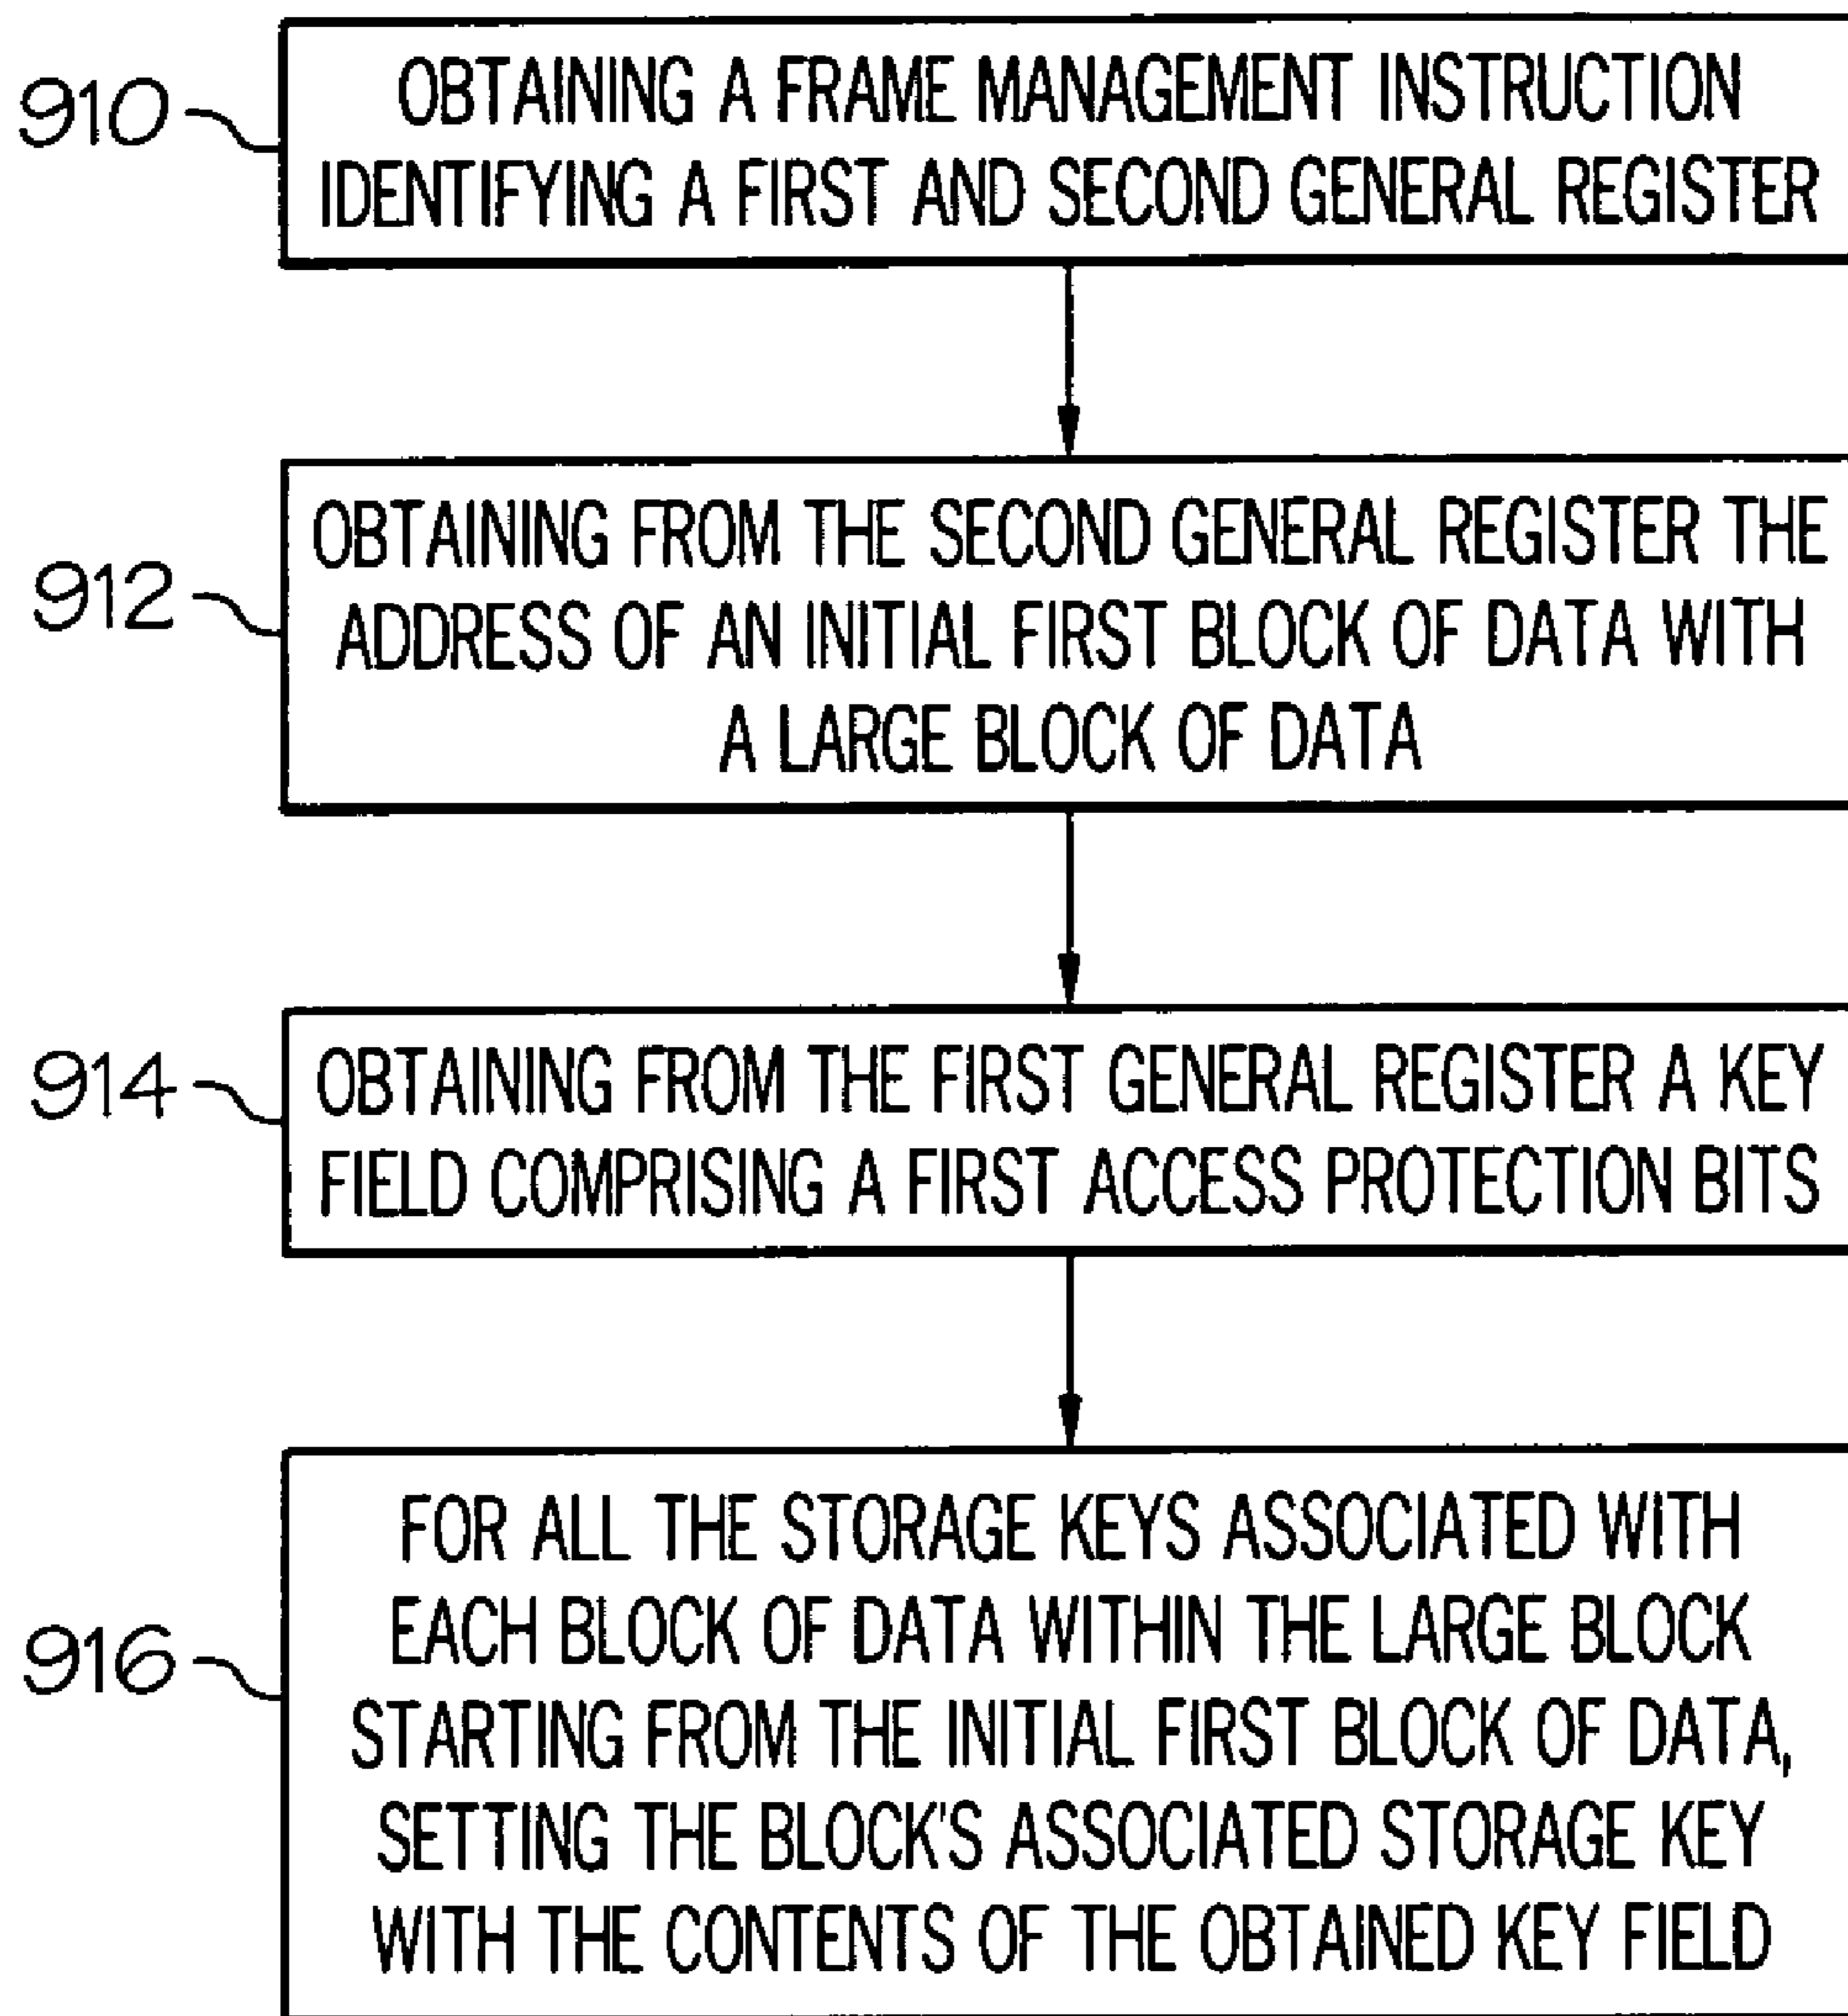 910
OBTAINING A FRAME MANAGEMENT INSTRUCTION
IDENTIFYING A FIRST AND SECOND GENERAL REGISTER
912
OBTAINING FROM THE SECOND GENERAL REGISTER THE
ADDRESS OF AN INITIAL FIRST BLOCK OF DATA WITH
A LARGE BLOCK OF DATA
914
OBTAINING FROM THE FIRST GENERAL REGISTER A KEY
FIELD COMPRISING A FIRST ACCESS PROTECTION BITS
916
FOR ALL THE STORAGE KEYS ASSOCIATED WITH
EACH BLOCK OF DATA WITHIN THE LARGE BLOCK
STARTING FROM THE INITIAL FIRST BLOCK OF DATA,
SETTING THE BLOCK'S ASSOCIATED STORAGE KEY
WITH THE CONTENTS OF THE OBTAINED KEY FIELD